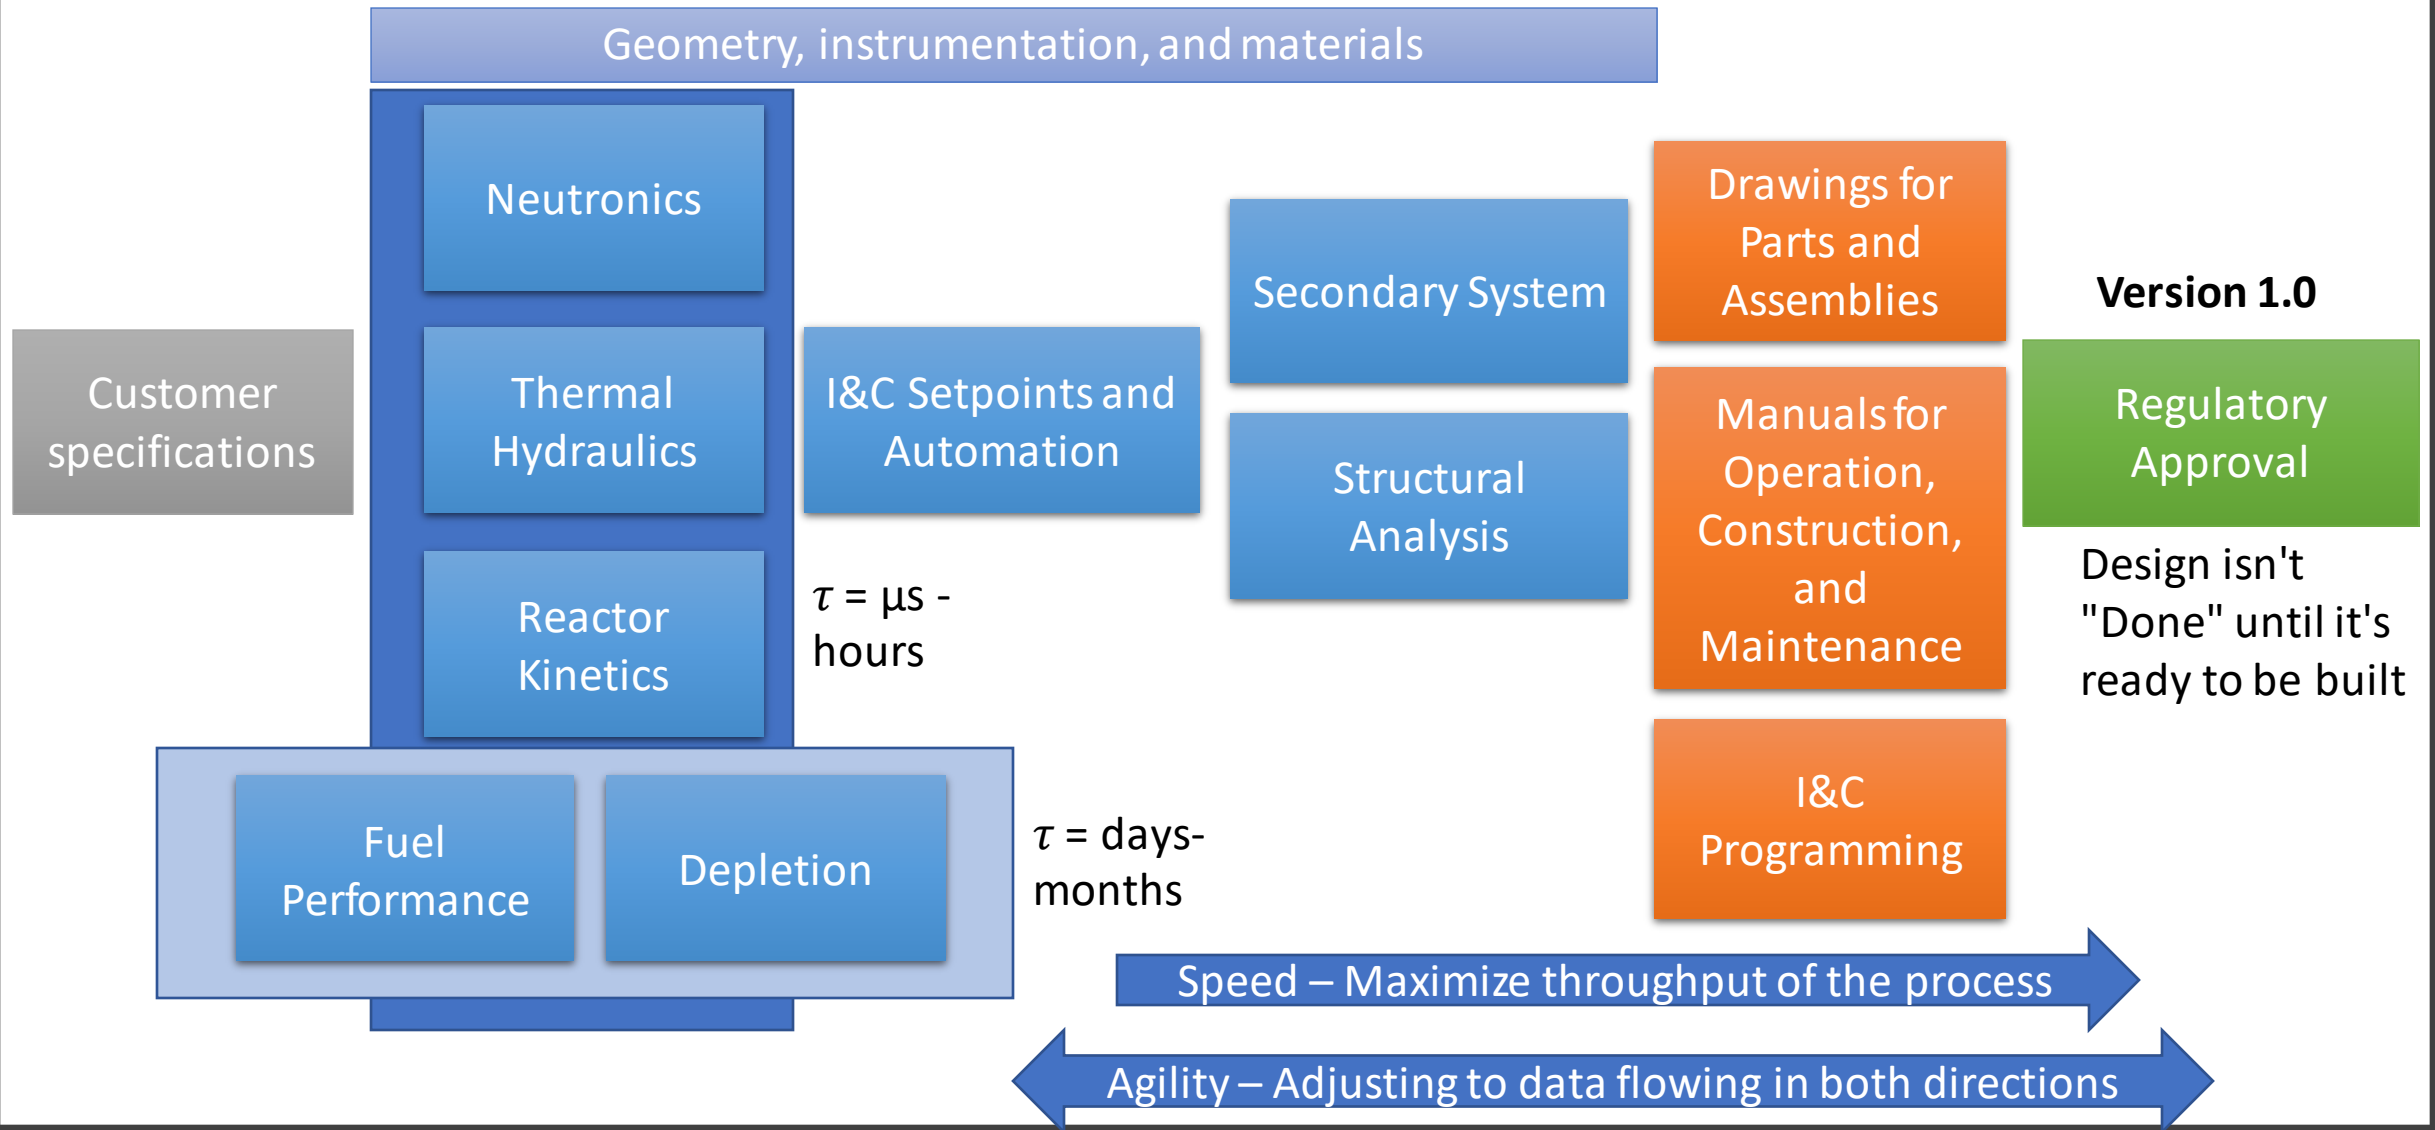 Geometry, instrumentation, and materials
Neutronics
Thermal
Hydraulics
Reactor
Kinetics
Customer
specifications
I&C Setpoints and
Automation
τ = µs -
hours
Fuel
Performance
Depletion
τ = days-
months
Secondary System
Structural
Analysis
Drawings for
Parts and
Assemblies
Manuals for
Operation,
Construction,
and
Maintenance
I&C
Programming
Version 1.0
Regulatory
Approval
Design isn't
"Done" until it's
ready to be built
Speed – Maximize throughput of the process
Agility – Adjusting to data flowing in both directions